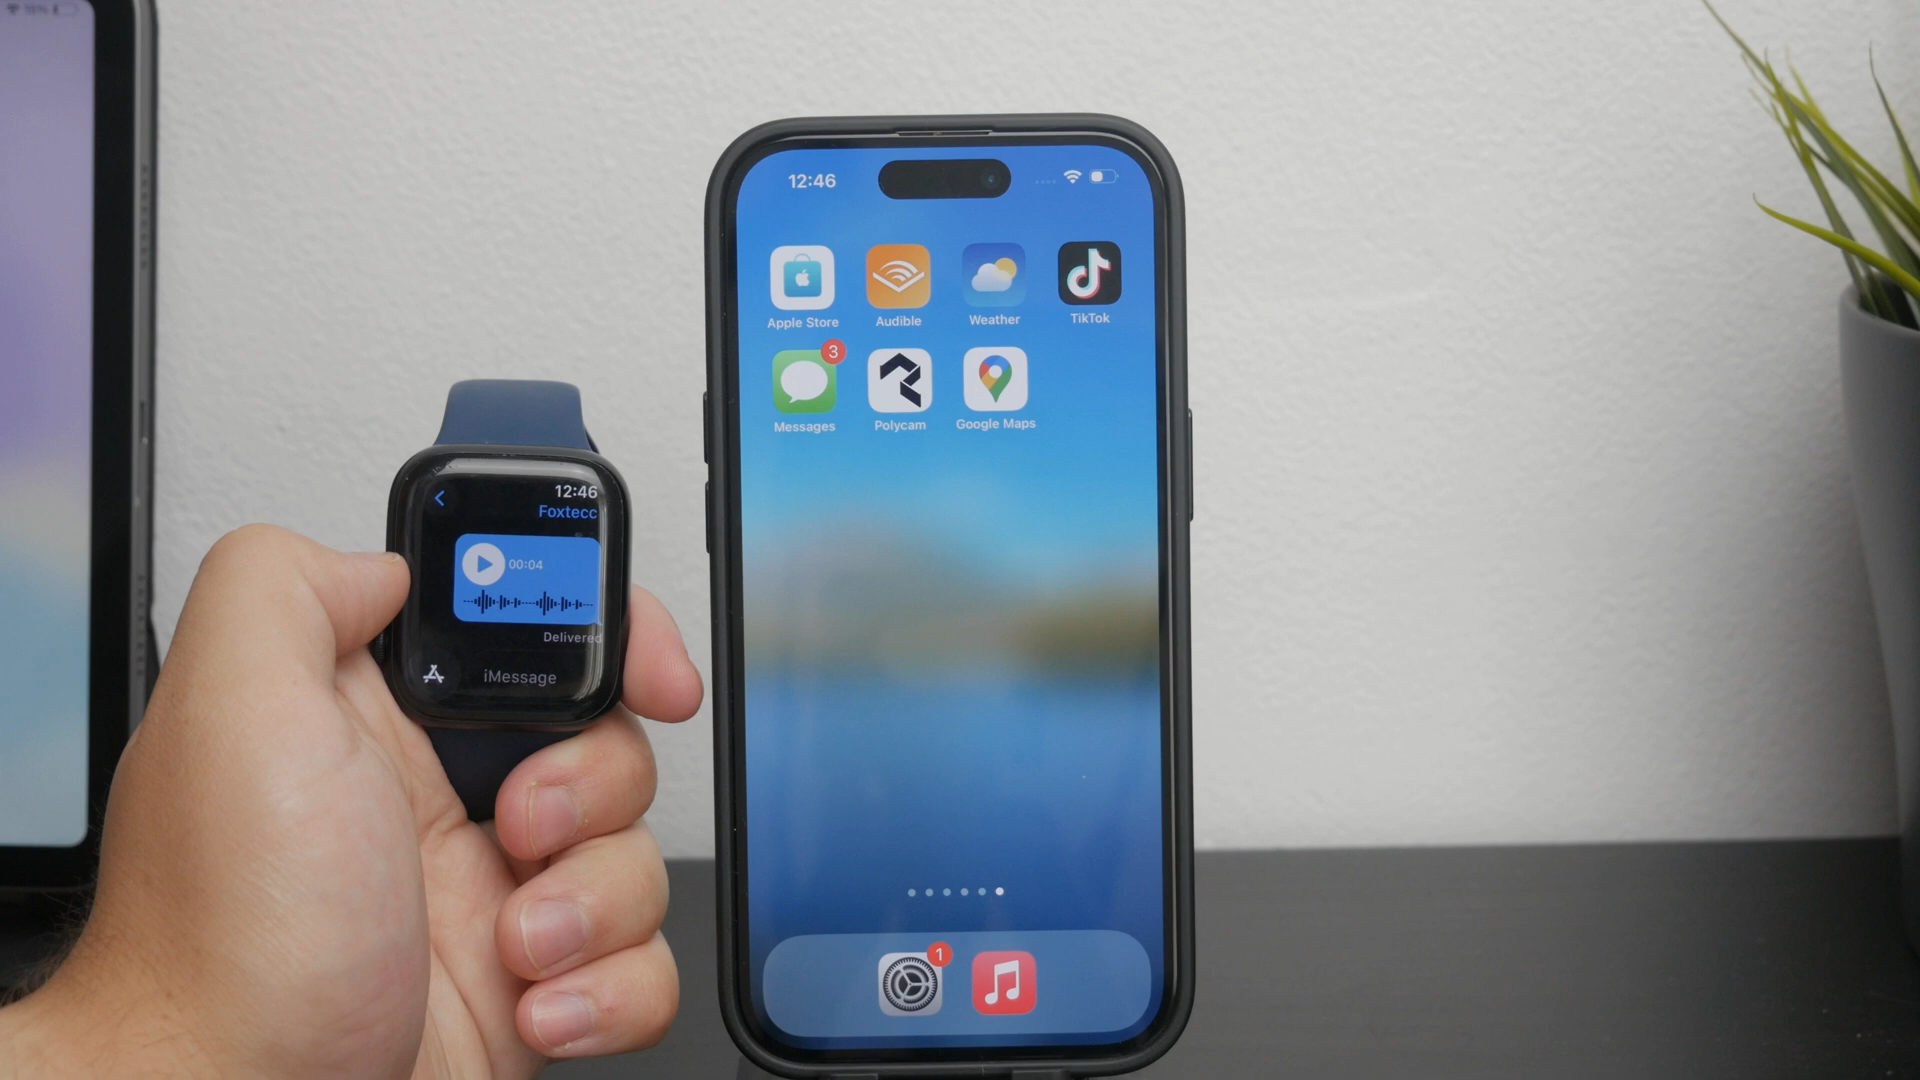 12:46
Apple Store
Audible
Weather
TikTok
3
Messages
Polycam
Google Maps
1
12:46
Foxtecc
00:04
Delivered
iMessage